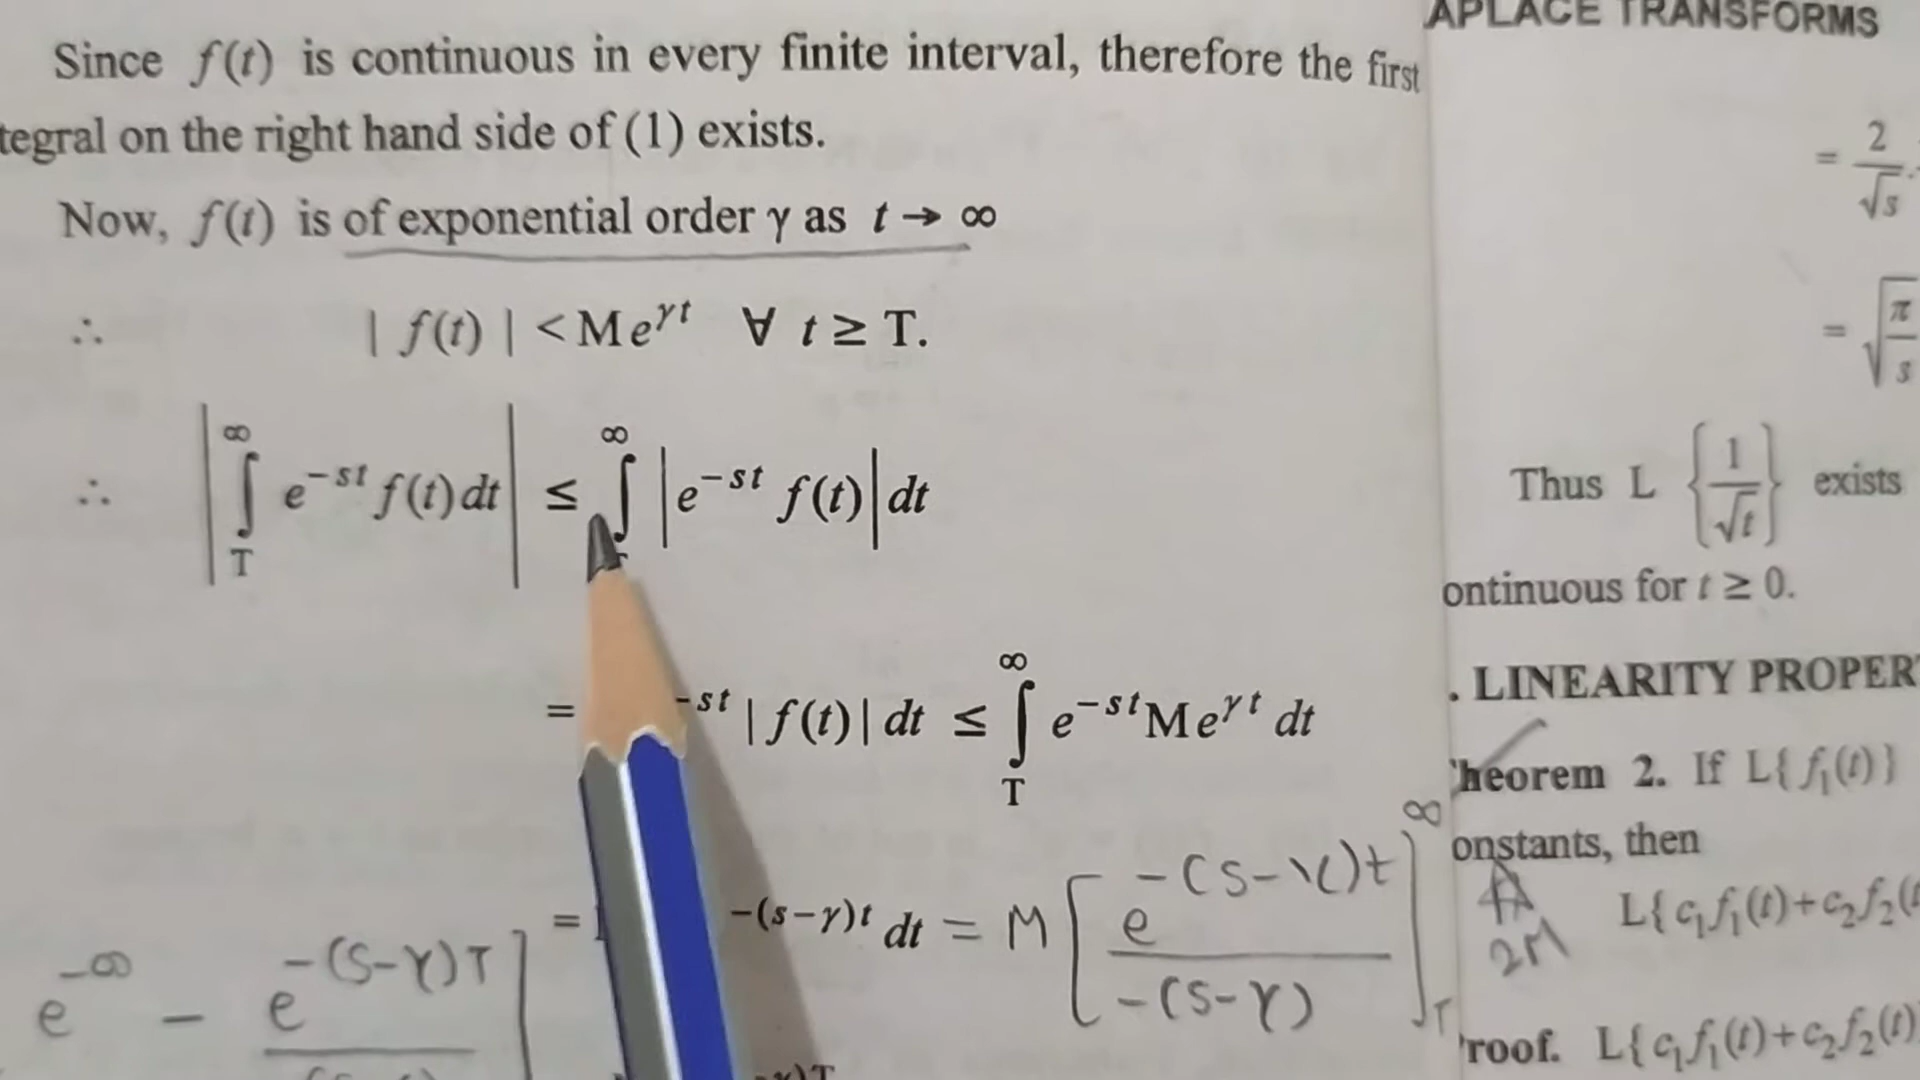 Since f(t) is continuous in every finite interval, therefore the first
tegral on the right hand side of (1) exists.
Now, f(t) is of exponential order γ as t → ∞
∴ | f(t) | < M e^{γt} ∀ t ≥ T.
∴ | ∫_T^∞ e^{-st} f(t) dt | ≤ ∫^∞ | e^{-st} f(t) | dt
= ^{-st} | f(t) | dt ≤ ∫_T^∞ e^{-st} M e^{γt} dt
= ^{-(s-γ)t} dt = M [ e^{-(s-γ)t} / -(s-γ) ]_T^∞
e^{-∞} - e^{-(s-γ)T} ]
APLACE TRANSFORMS
= 2/√s .
= √(π/s)
Thus L {1/√t} exists
ontinuous for t ≥ 0.
. LINEARITY PROPER
heorem 2. If L{ f₁(t)}
onstants, then
L{ c₁f₁(t)+c₂f₂(t
2M
roof. L{ c₁f₁(t)+c₂f₂(t)